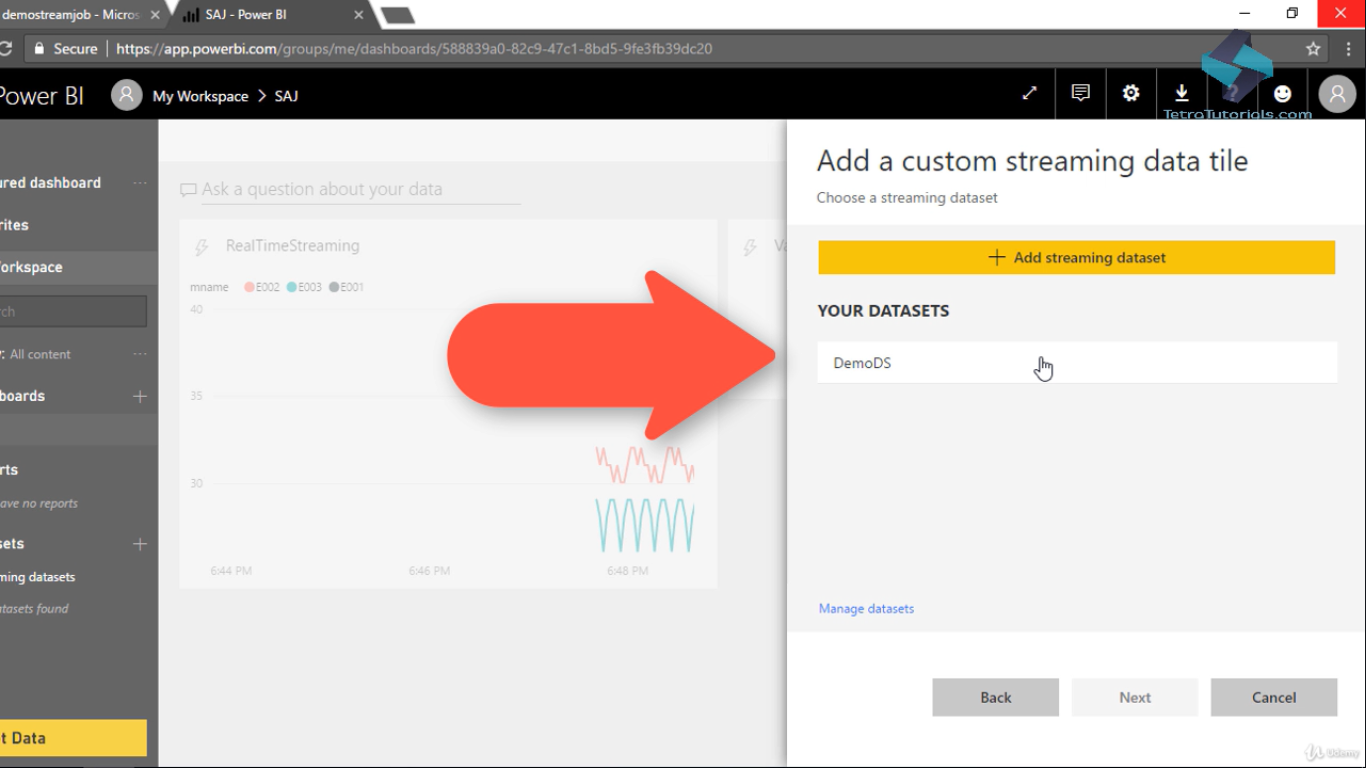 demostreamjob - Micros
SAJ - Power BI
Secure
https://app.powerbi.com/groups/me/dashboards/588839a0-82c9-47c1-8bd5-9fe3fb39dc20
Power BI
My Workspace > SAJ
TetraTutorials.com
ured dashboard
rites
orkspace
rch
: All content
boards
rts
ave no reports
sets
ming datasets
atasets found
t Data
Ask a question about your data
RealTimeStreaming
mname E002 E003 E001
40
35
30
6:44 PM 6:46 PM 6:48 PM
Va
Add a custom streaming data tile
Choose a streaming dataset
+ Add streaming dataset
YOUR DATASETS
DemoDS
Manage datasets
Back
Next
Cancel
Udemy